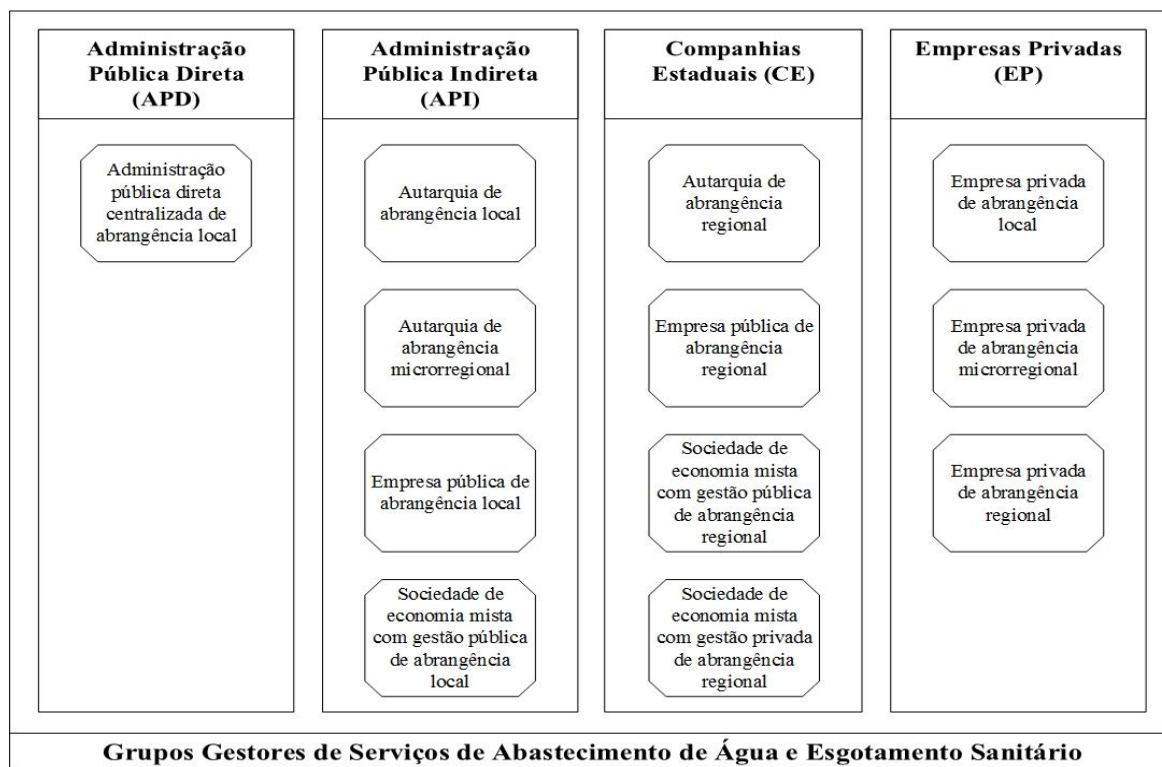 Administração
Pública Direta
(APD)
Administração
pública direta
centralizada de
abrangência local
Administração
Pública Indireta
(API)
Autarquia de
abrangência local
Autarquia de
abrangência
microrregional
Empresa pública de
abrangência local
Sociedade de
economia mista
com gestão pública
de abrangência
local
Companhias
Estaduais (CE)
Autarquia de
abrangência
regional
Empresa pública de
abrangência
regional
Sociedade de
economia mista
com gestão pública
de abrangência
regional
Sociedade de
economia mista
com gestão privada
de abrangência
regional
Empresas Privadas
(EP)
Empresa privada
de abrangência
local
Empresa privada
de abrangência
microrregional
Empresa privada
de abrangência
regional
Grupos Gestores de Serviços de Abastecimento de Água e Esgotamento Sanitário